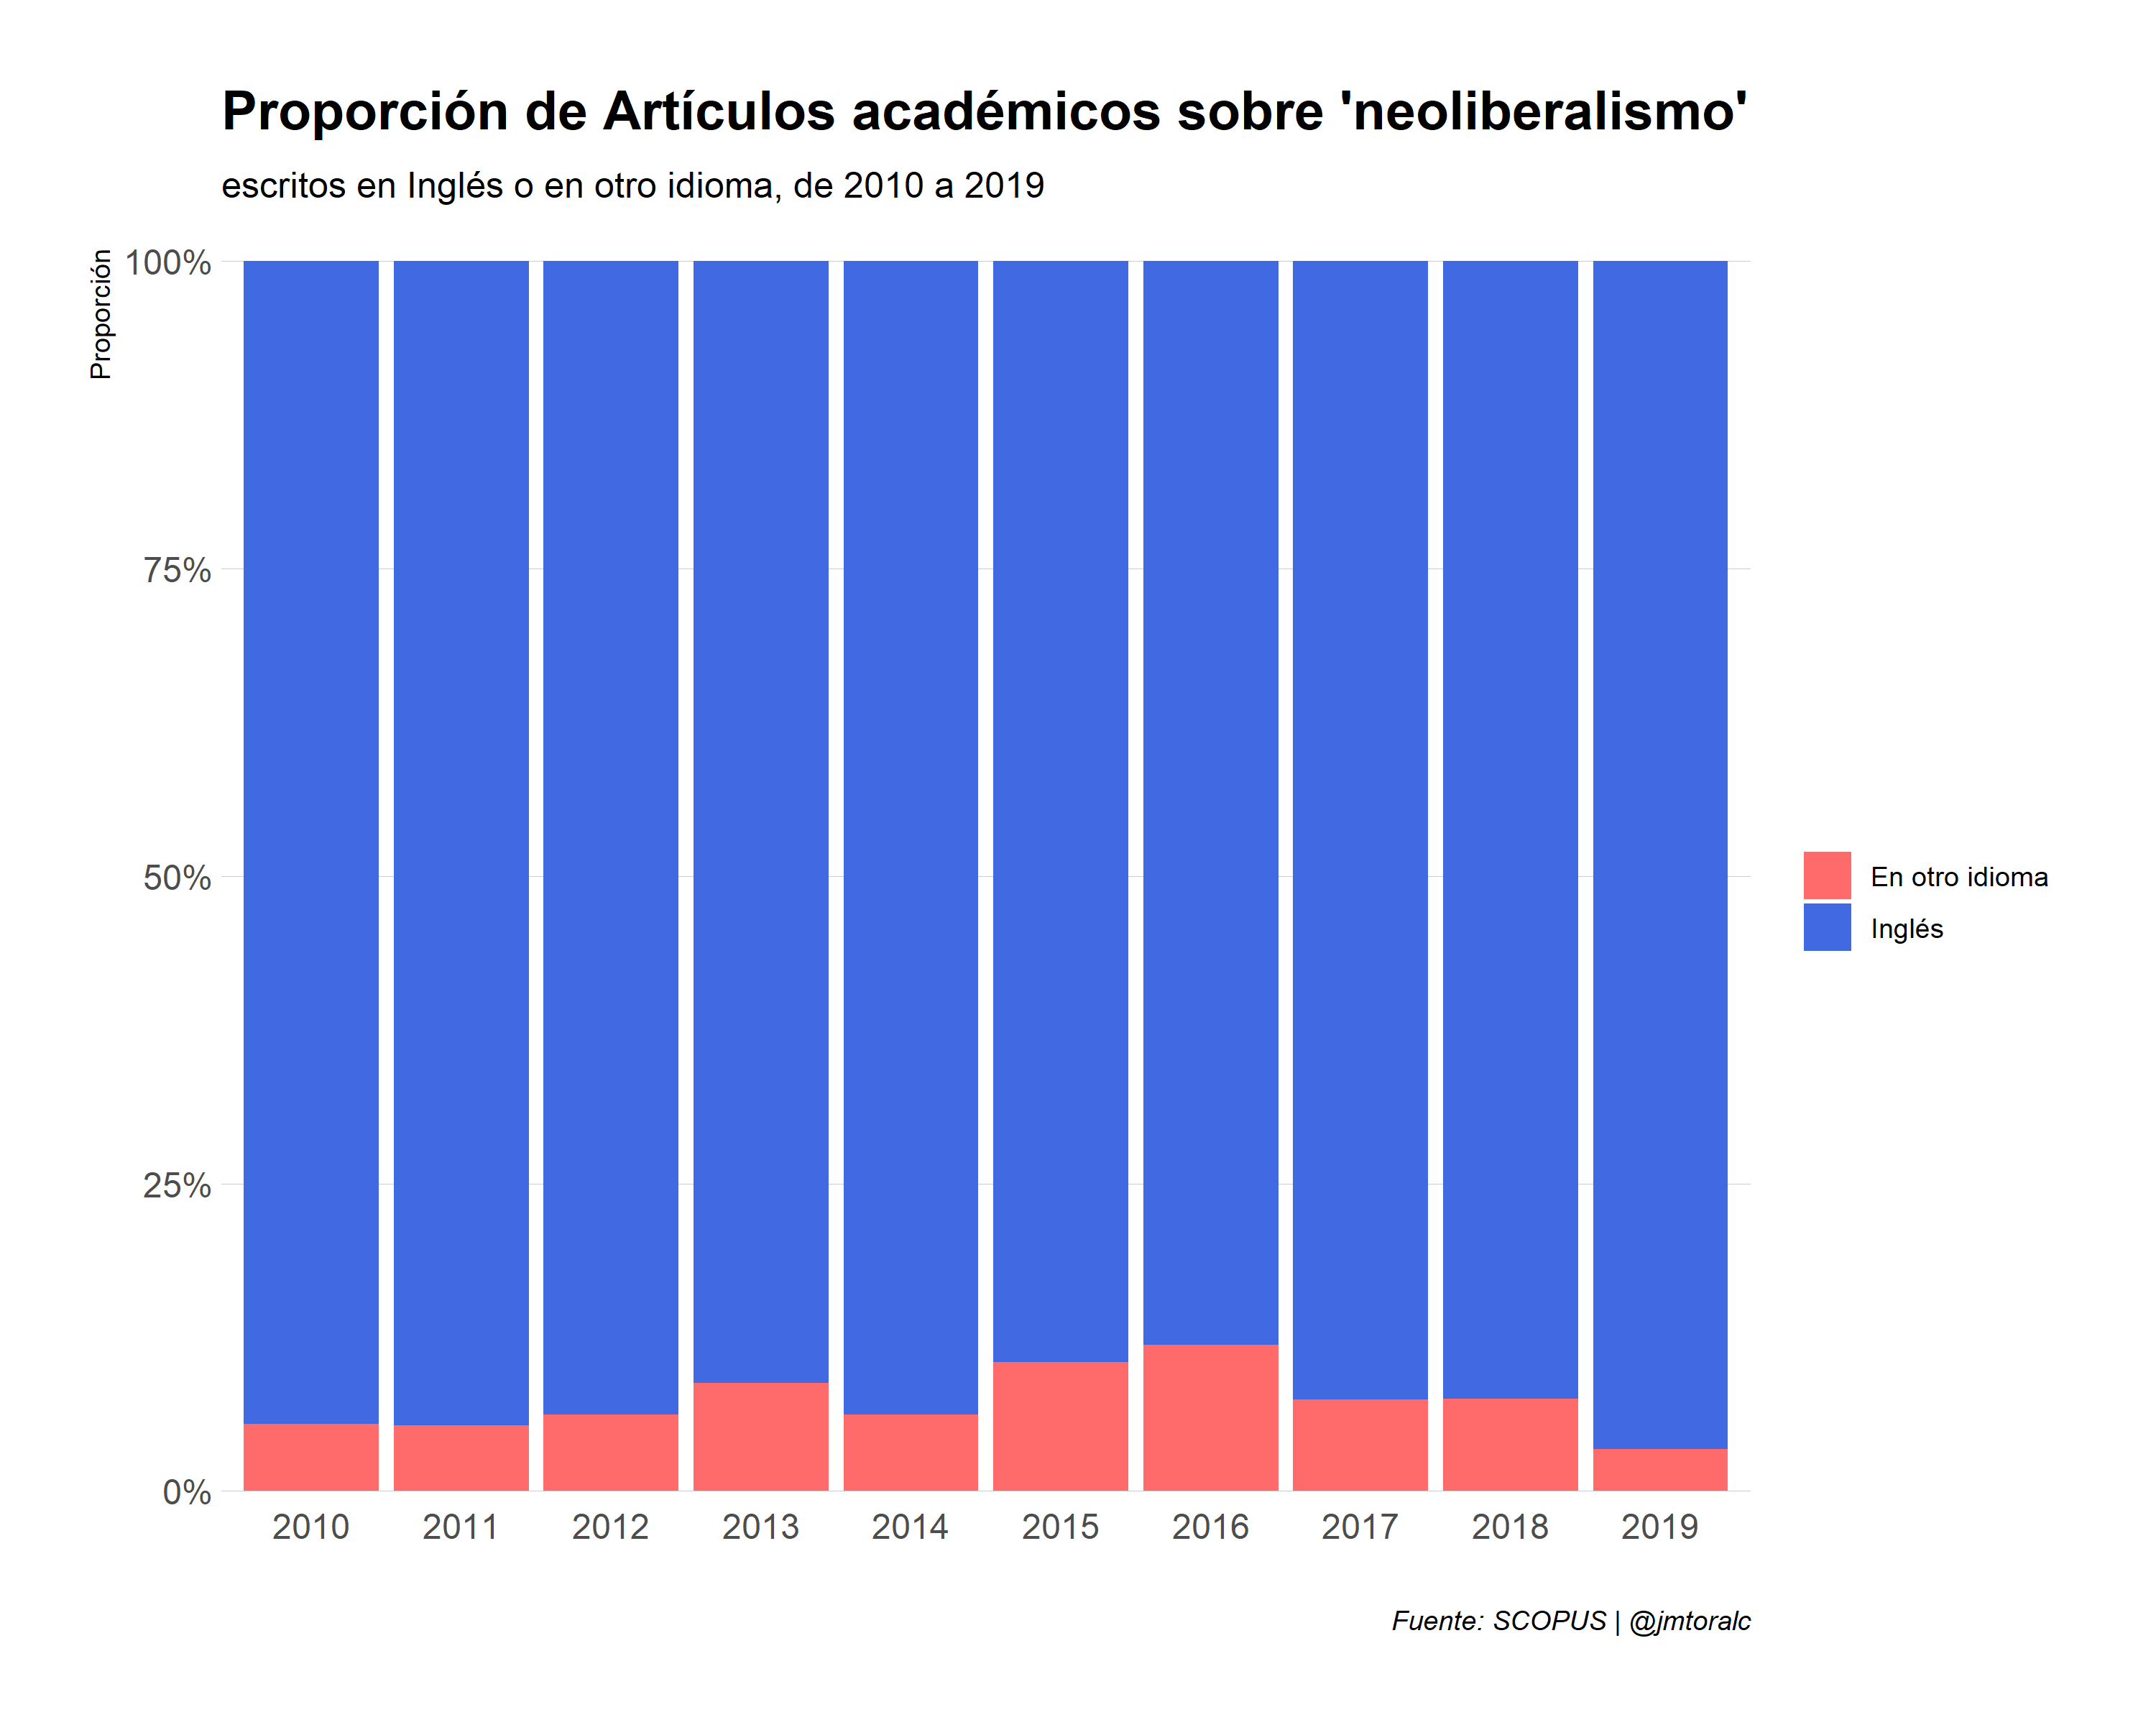 Proporción de Artículos académicos sobre 'neoliberalismo'
escritos en Inglés o en otro idioma, de 2010 a 2019
Proporción
100%
75%
50%
25%
0%
2010 2011 2012 2013 2014 2015 2016 2017 2018 2019
En otro idioma
Inglés
Fuente: SCOPUS | @jmtoralc